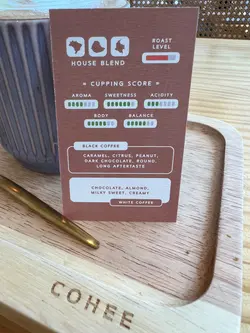 HOUSE BLEND
ROAST
LEVEL
= CUPPING SCORE =
AROMA
SWEETNESS
ACIDITY
BODY
BALANCE
BLACK COFFEE
CARAMEL, CITRUS, PEANUT,
DARK CHOCOLATE, ROUND,
LONG AFTERTASTE
CHOCOLATE, ALMOND,
MILKY SWEET, CREAMY
WHITE COFFEE
COHEE